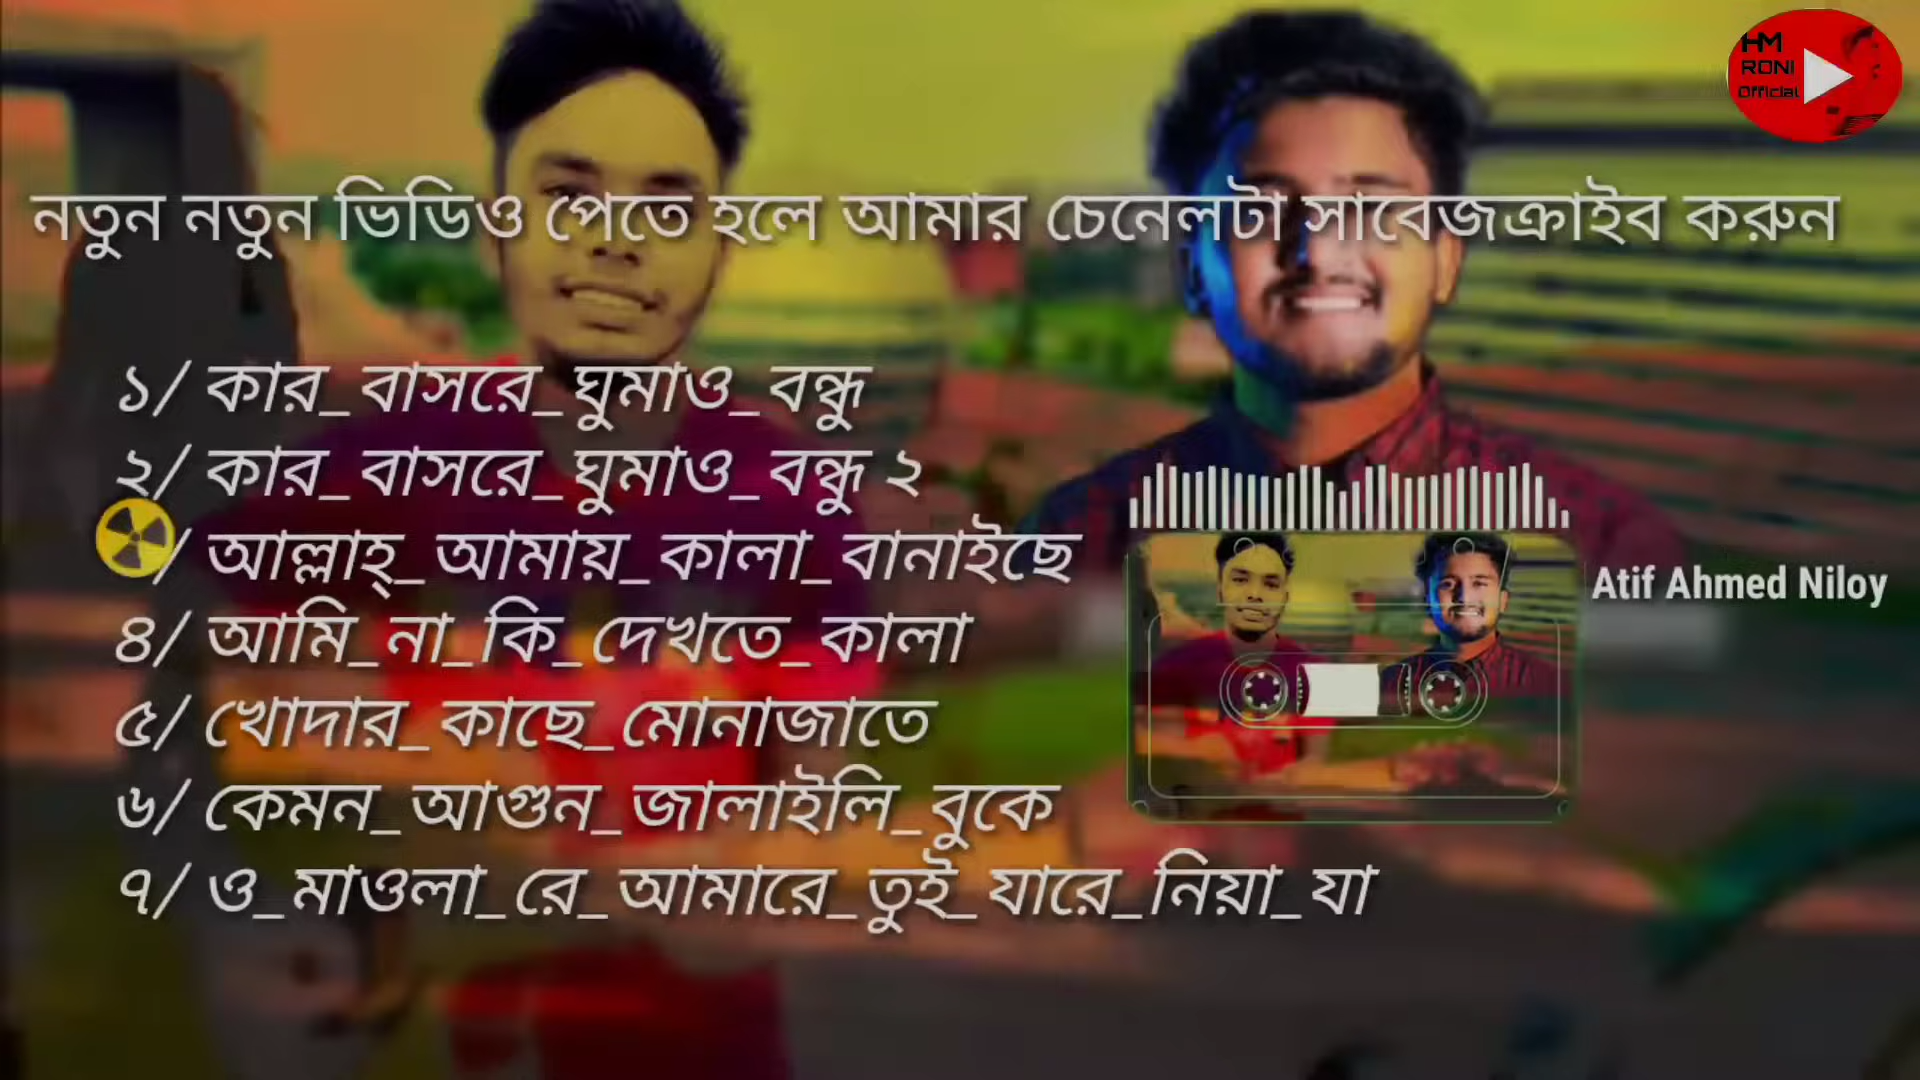 HM
RONI
Official
নতুন নতুন ভিডিও পেতে হলে আমার চেনেলটা সাবেজক্রাইব করুন
১/ কার_বাসরে_ঘুমাও_বন্ধু
২/ কার_বাসরে_ঘুমাও_বন্ধু ২
/ আল্লাহ্_আমায়_কালা_বানাইছে
Atif Ahmed Niloy
৪/ আমি_না_কি_দেখতে_কালা
৫/ খোদার_কাছে_মোনাজাতে
৬/ কেমন_আগুন_জালাইলি_বুকে
৭/ ও_মাওলা_রে_আমারে_তুই_যারে_নিয়া_যা